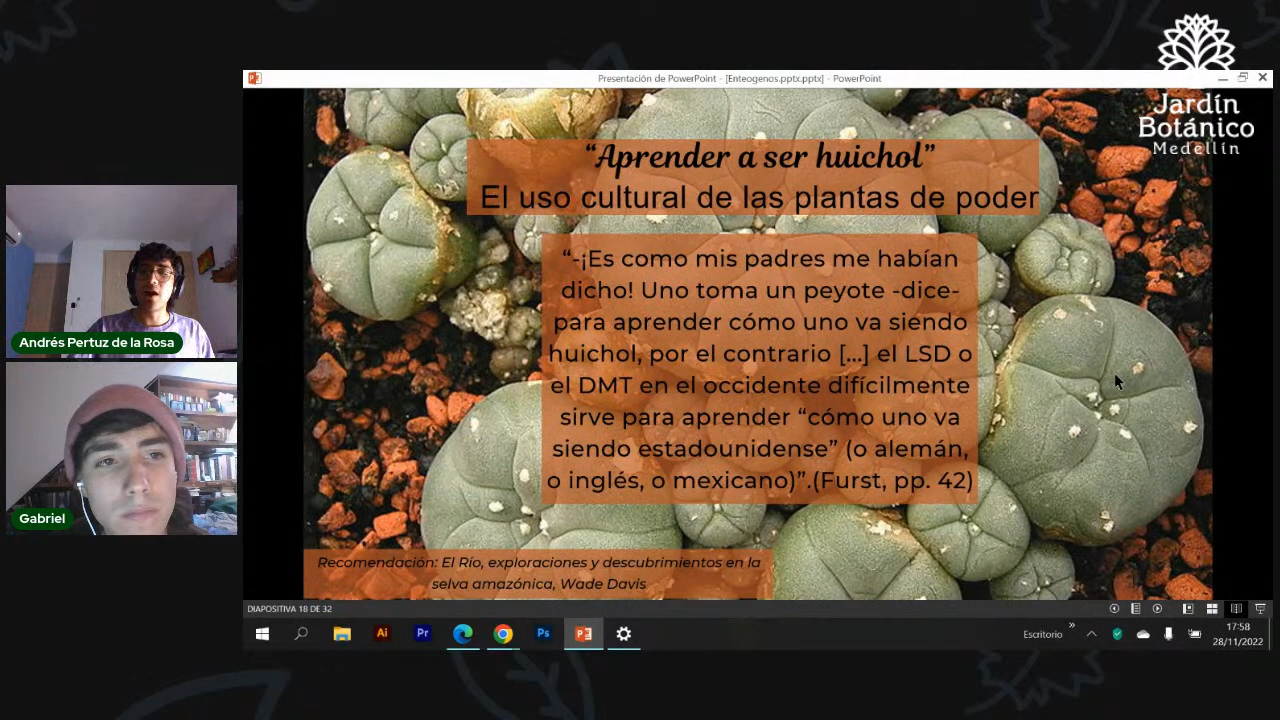 Presentación de PowerPoint - [Enteogenos.pptx.pptx] - PowerPoint
Jardín
Botánico
Medellín
“Aprender a ser huichol”
El uso cultural de las plantas de poder
“-¡Es como mis padres me habían
dicho! Uno toma un peyote -dice-
para aprender cómo uno va siendo
huichol, por el contrario [...] el LSD o
el DMT en el occidente difícilmente
sirve para aprender “cómo uno va
siendo estadounidense” (o alemán,
o inglés, o mexicano)”.(Furst, pp. 42)
Recomendación: El Río, exploraciones y descubrimientos en la
selva amazónica, Wade Davis
Andrés Pertuz de la Rosa
Gabriel
DIAPOSITIVA 18 DE 32
Ai
Pr
Ps
Escritorio
17:58
28/11/2022